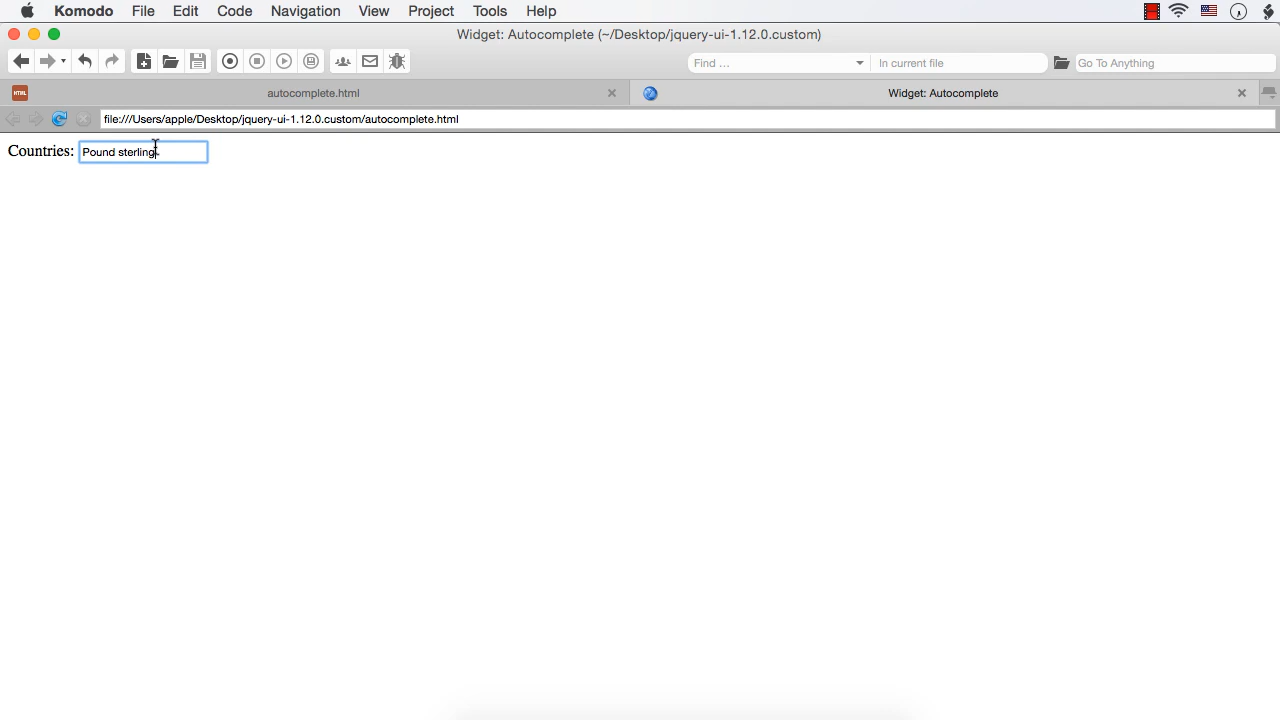 Komodo File Edit Code Navigation View Project Tools Help
Widget: Autocomplete (~/Desktop/jquery-ui-1.12.0.custom)
Find ... In current file Go To Anything
HTML autocomplete.html Widget: Autocomplete
file:///Users/apple/Desktop/jquery-ui-1.12.0.custom/autocomplete.html
Countries: Pound sterling